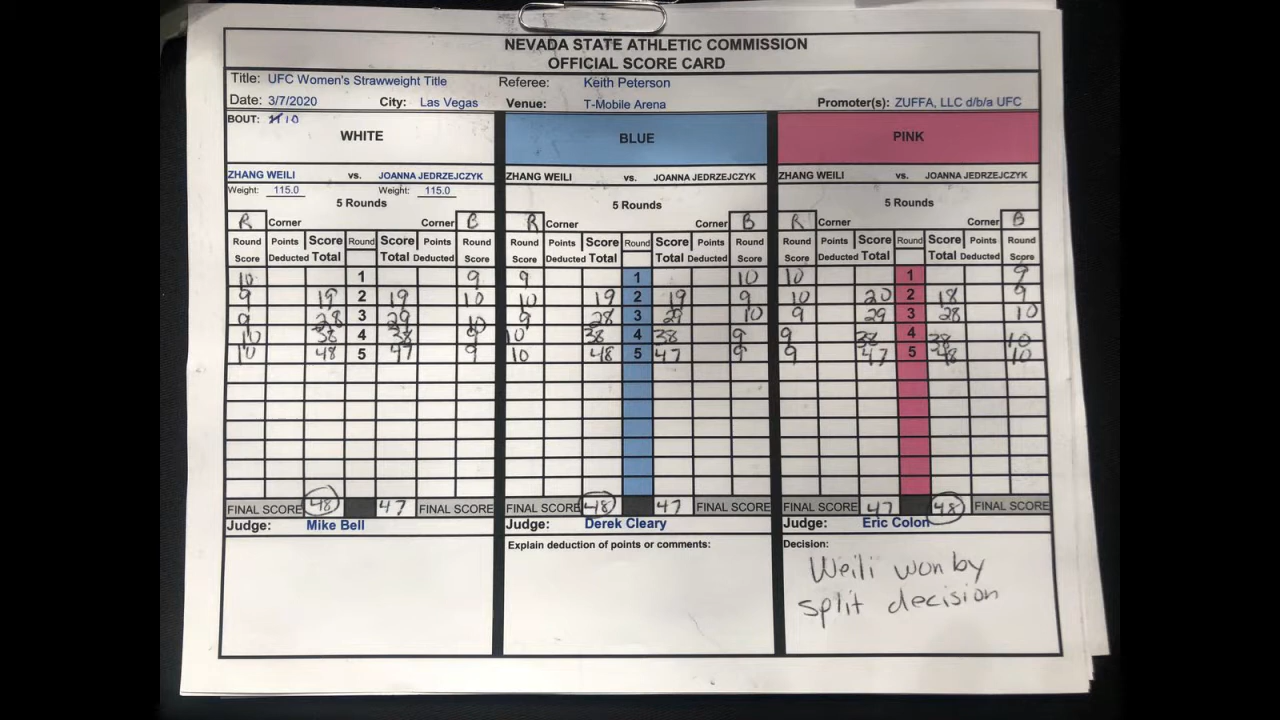 NEVADA STATE ATHLETIC COMMISSION
OFFICIAL SCORE CARD
Title: UFC Women's Strawweight Title Referee: Keith Peterson
Date: 3/7/2020 City: Las Vegas Venue: T-Mobile Arena Promoter(s): ZUFFA, LLC d/b/a UFC
BOUT: 10
WHITE BLUE PINK
ZHANG WEILI vs. JOANNA JEDRZEJCZYK ZHANG WEILI vs. JOANNA JEDRZEJCZYK ZHANG WEILI vs. JOANNA JEDRZEJCZYK
Weight: 115.0 Weight: 115.0
5 Rounds 5 Rounds 5 Rounds
R Corner Corner B R Corner Corner B R Corner Corner B
Round Points Score Round Score Points Round Round Points Score Round Score Points Round Round Points Score Round Score Points Round
Score Deducted Total Total Deducted Score Score Deducted Total Total Deducted Score Score Deducted Total Total Deducted Score
10 1 9 9 1 10 10 1 9
9 19 2 19 10 10 19 2 19 9 10 20 2 18 9
9 28 3 29 10 9 28 3 29 10 9 29 3 28 10
10 38 4 38 9 10 38 4 38 9 9 38 4 38 10
10 48 5 47 9 10 48 5 47 9 9 47 5 48 10
FINAL SCORE 48 47 FINAL SCORE FINAL SCORE 48 47 FINAL SCORE FINAL SCORE 47 48 FINAL SCORE
Judge: Mike Bell Judge: Derek Cleary Judge: Eric Colon
Explain deduction of points or comments: Decision:
Weili won by
split decision